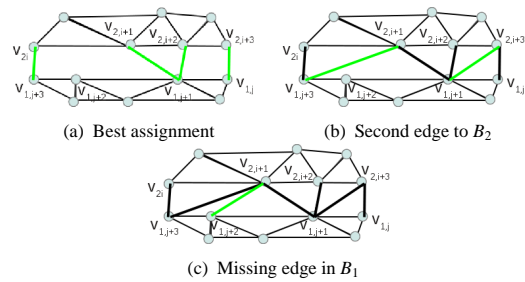 V2,i+1 V2,i+2 V2,i+3
V2i
V1,j+3 V1,j+2 V1,j+1 V1,j
(a) Best assignment
V2,i+1 V2,i+2 V2,i+3
V2i
V1,j+3 V1,j+2 V1,j+1 V1,j
(b) Second edge to B2
V2,i+1 V2,i+2 V2,i+3
V2i
V1,j+3 V1,j+2 V1,j+1 V1,j
(c) Missing edge in B1